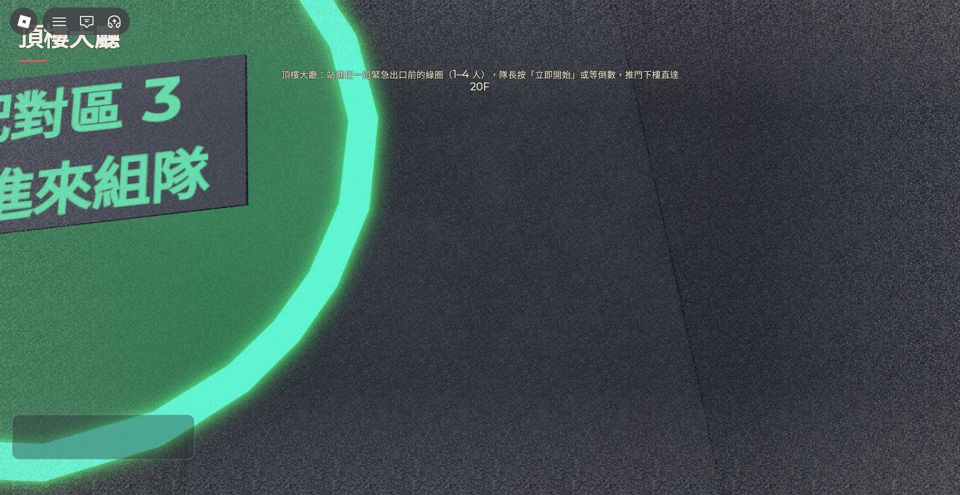 頂樓大廳
頂樓大廳：站進任一個緊急出口前的綠圈（1–4 人），隊長按「立即開始」或等倒數，推門下樓直達
20F
配對區 3
進來組隊